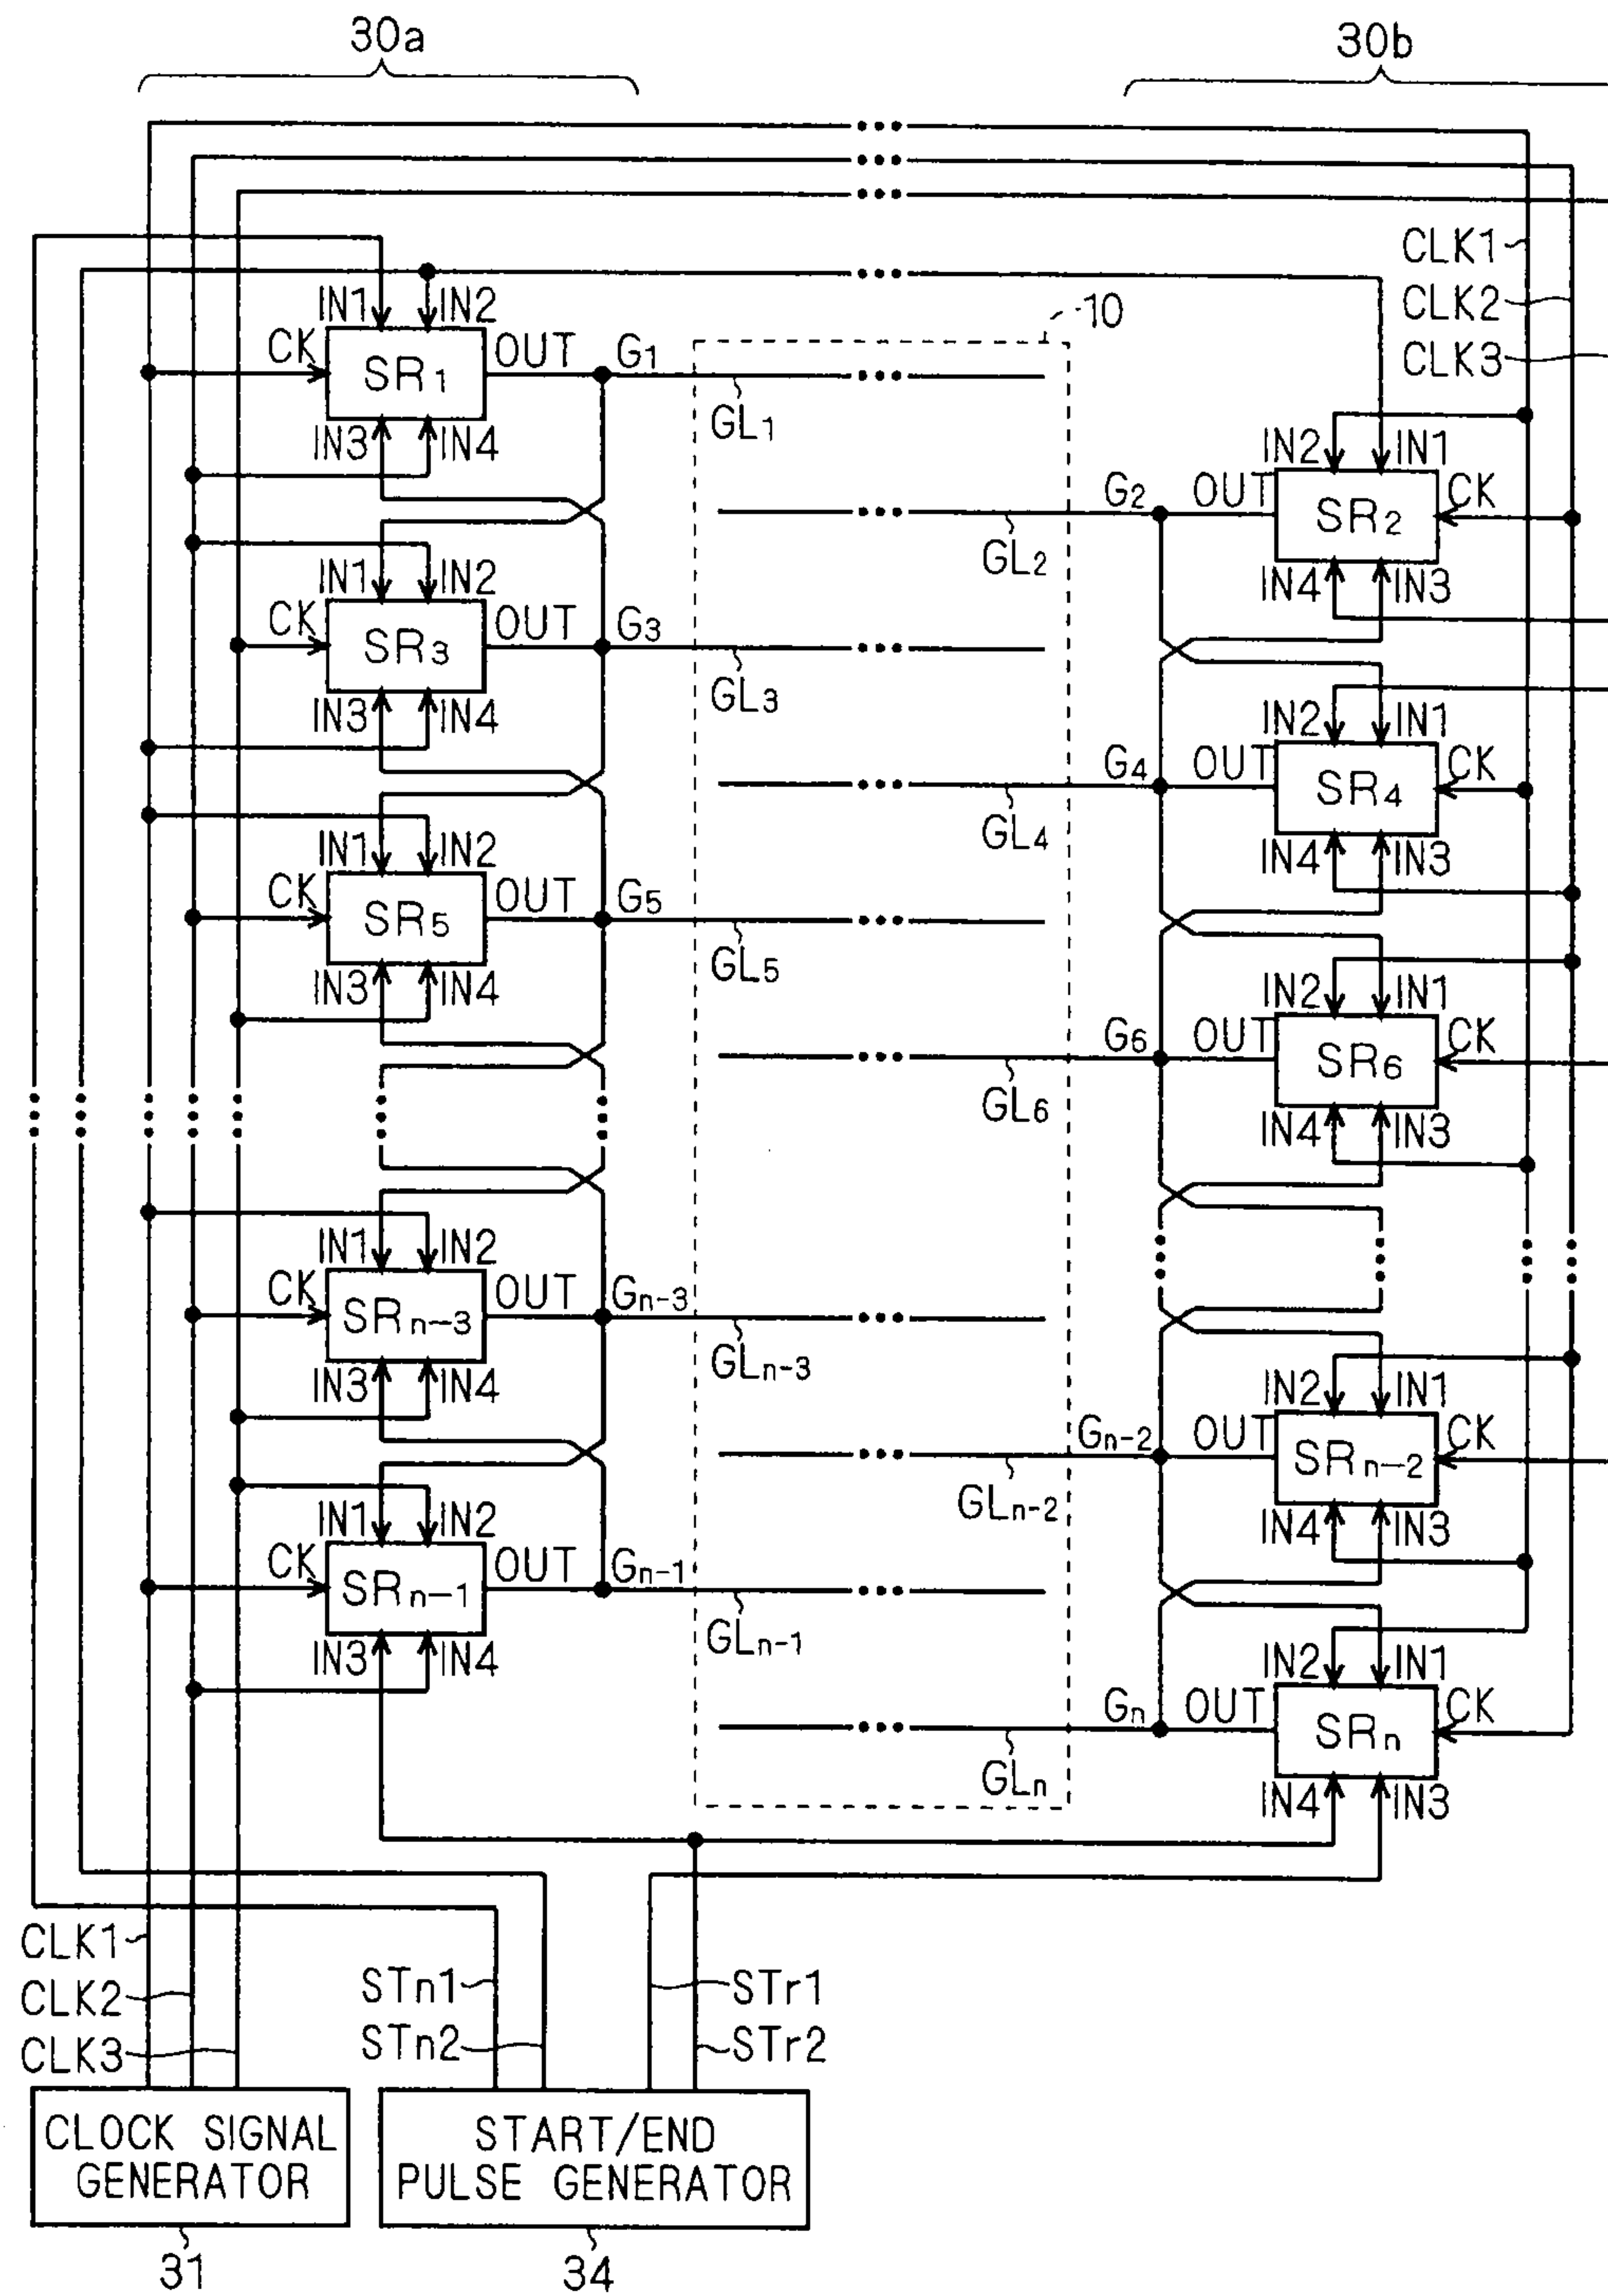 30a
30b
CLK1
CLK2
CLK3
10
IN1 IN2
CK SR1 OUT G1
IN3 IN4
GL1
IN2 IN1
G2 OUT SR2 CK
GL2
IN4 IN3
IN1 IN2
CK SR3 OUT G3
IN3 IN4
GL3
IN2 IN1
G4 OUT SR4 CK
GL4
IN4 IN3
IN1 IN2
CK SR5 OUT G5
IN3 IN4
GL5
IN2 IN1
G6 OUT SR6 CK
GL6
IN4 IN3
IN1 IN2
CK SRn-3 OUT Gn-3
IN3 IN4
GLn-3
IN2 IN1
Gn-2 OUT SRn-2 CK
GLn-2
IN4 IN3
IN1 IN2
CK SRn-1 OUT Gn-1
IN3 IN4
GLn-1
IN2 IN1
Gn OUT SRn CK
GLn
IN4 IN3
CLK1
CLK2
CLK3
STn1
STn2
STr1
STr2
CLOCK SIGNAL
GENERATOR
START/END
PULSE GENERATOR
31
34